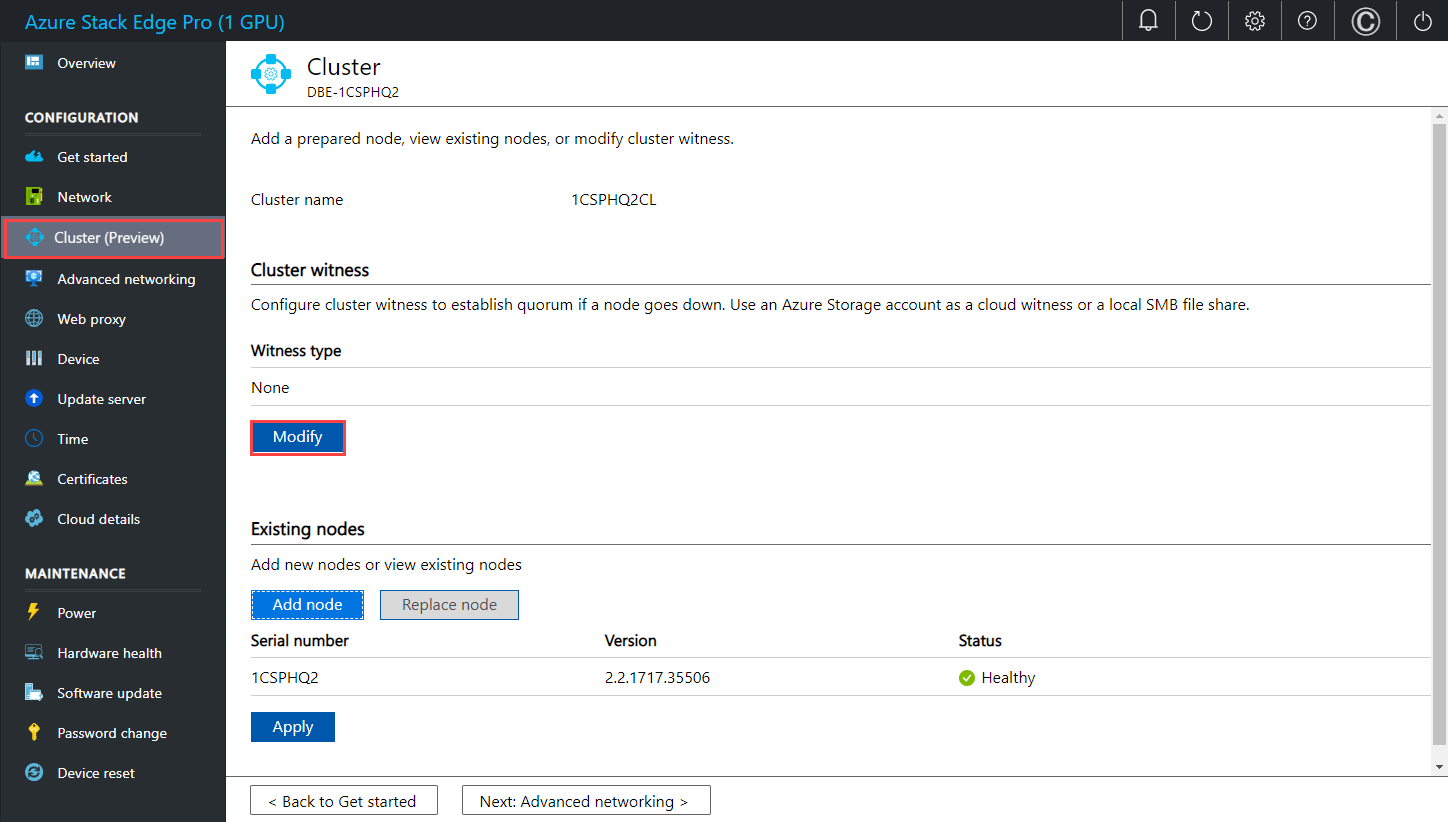 Azure Stack Edge Pro (1 GPU)
Overview
CONFIGURATION
Get started
Network
Cluster (Preview)
Advanced networking
Web proxy
Device
Update server
Time
Certificates
Cloud details
MAINTENANCE
Power
Hardware health
Software update
Password change
Device reset
Cluster
DBE-1CSPHQ2
Add a prepared node, view existing nodes, or modify cluster witness.
Cluster name 1CSPHQ2CL
Cluster witness
Configure cluster witness to establish quorum if a node goes down. Use an Azure Storage account as a cloud witness or a local SMB file share.
Witness type
None
Modify
Existing nodes
Add new nodes or view existing nodes
Add node Replace node
Serial number Version Status
1CSPHQ2 2.2.1717.35506 Healthy
Apply
< Back to Get started Next: Advanced networking >